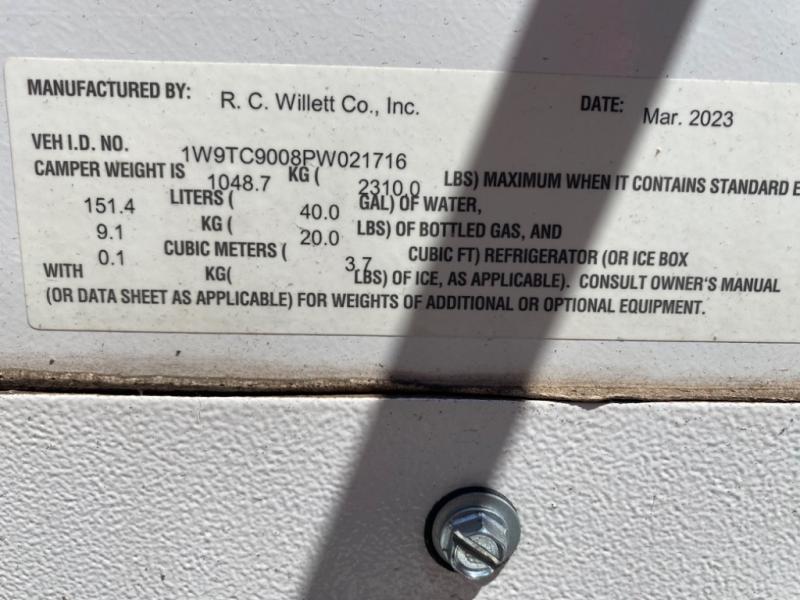 MANUFACTURED BY: R. C. Willett Co., Inc. DATE: Mar. 2023
VEH I.D. NO. 1W9TC9008PW021716
CAMPER WEIGHT IS 1048.7 KG ( 2310.0 LBS) MAXIMUM WHEN IT CONTAINS STANDARD E
151.4 LITERS ( 40.0 GAL) OF WATER,
9.1 KG ( 20.0 LBS) OF BOTTLED GAS, AND
0.1 CUBIC METERS ( 3.7 CUBIC FT) REFRIGERATOR (OR ICE BOX
WITH KG( LBS) OF ICE, AS APPLICABLE). CONSULT OWNER'S MANUAL
(OR DATA SHEET AS APPLICABLE) FOR WEIGHTS OF ADDITIONAL OR OPTIONAL EQUIPMENT.